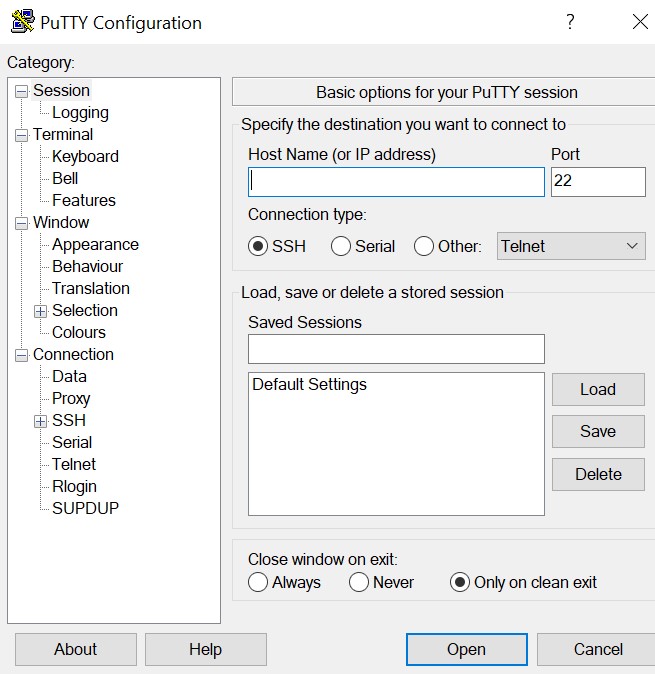 PuTTY Configuration ?
Category:
Session
Logging
Terminal
Keyboard
Bell
Features
Window
Appearance
Behaviour
Translation
Selection
Colours
Connection
Data
Proxy
SSH
Serial
Telnet
Rlogin
SUPDUP
Basic options for your PuTTY session
Specify the destination you want to connect to
Host Name (or IP address) Port
22
Connection type:
SSH Serial Other: Telnet
Load, save or delete a stored session
Saved Sessions
Default Settings
Load
Save
Delete
Close window on exit:
Always Never Only on clean exit
About Help Open Cancel